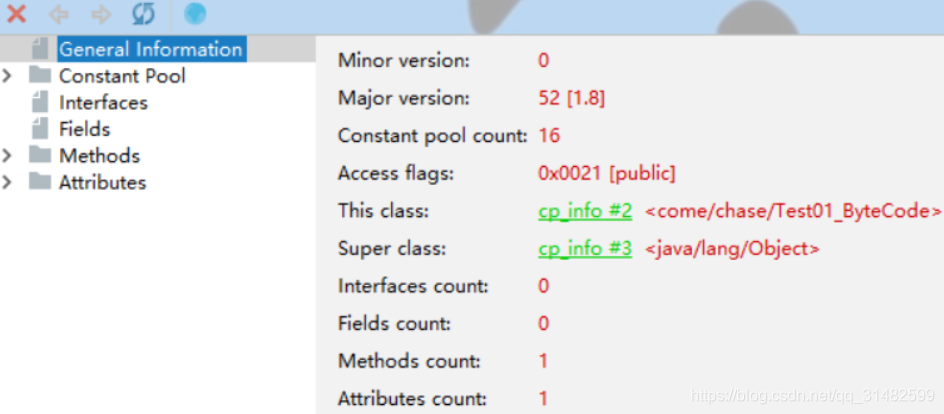 General Information
Constant Pool
Interfaces
Fields
Methods
Attributes
Minor version: 0
Major version: 52 [1.8]
Constant pool count: 16
Access flags: 0x0021 [public]
This class: cp_info #2 <come/chase/Test01_ByteCode>
Super class: cp_info #3 <java/lang/Object>
Interfaces count: 0
Fields count: 0
Methods count: 1
Attributes count: 1
https://blog.csdn.net/qq_31482599